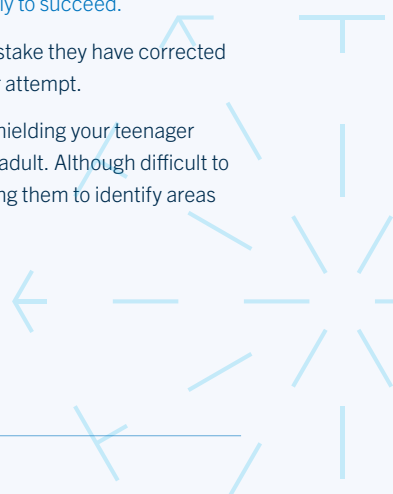 ly to succeed.
stake they have corrected
attempt.
hielding your teenager
adult. Although difficult to
ng them to identify areas